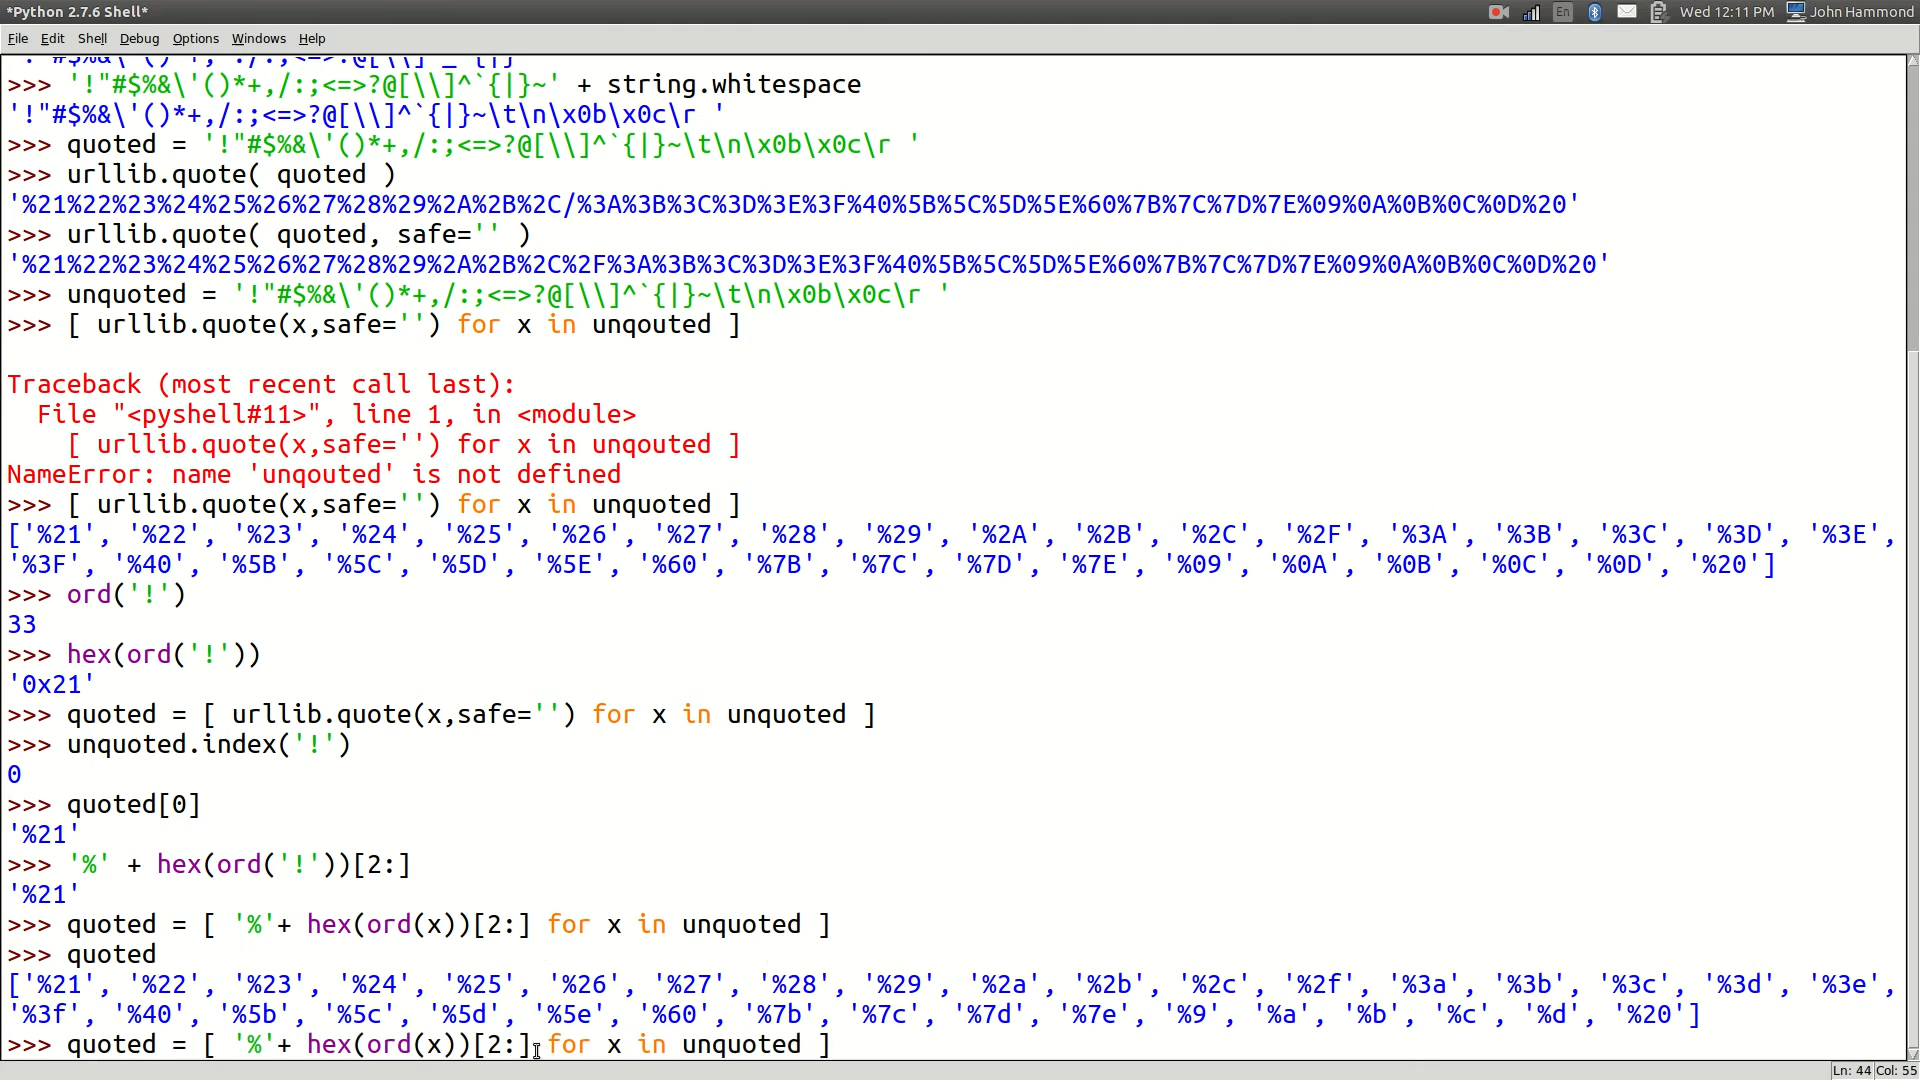 *Python 2.7.6 Shell*
En
Wed 12:11 PM
John Hammond
File Edit Shell Debug Options Windows Help
>>> '!"#$%&\'()*+,/:;<=>?@[\\]^`{|}~' + string.whitespace
'!"#$%&\'()*+,/:;<=>?@[\\]^`{|}~\t\n\x0b\x0c\r '
>>> quoted = '!"#$%&\'()*+,/:;<=>?@[\\]^`{|}~\t\n\x0b\x0c\r '
>>> urllib.quote( quoted )
'%21%22%23%24%25%26%27%28%29%2A%2B%2C/%3A%3B%3C%3D%3E%3F%40%5B%5C%5D%5E%60%7B%7C%7D%7E%09%0A%0B%0C%0D%20'
>>> urllib.quote( quoted, safe='' )
'%21%22%23%24%25%26%27%28%29%2A%2B%2C%2F%3A%3B%3C%3D%3E%3F%40%5B%5C%5D%5E%60%7B%7C%7D%7E%09%0A%0B%0C%0D%20'
>>> unquoted = '!"#$%&\'()*+,/:;<=>?@[\\]^`{|}~\t\n\x0b\x0c\r '
>>> [ urllib.quote(x,safe='') for x in unqouted ]
Traceback (most recent call last):
  File "<pyshell#11>", line 1, in <module>
    [ urllib.quote(x,safe='') for x in unqouted ]
NameError: name 'unqouted' is not defined
>>> [ urllib.quote(x,safe='') for x in unquoted ]
['%21', '%22', '%23', '%24', '%25', '%26', '%27', '%28', '%29', '%2A', '%2B', '%2C', '%2F', '%3A', '%3B', '%3C', '%3D', '%3E',
'%3F', '%40', '%5B', '%5C', '%5D', '%5E', '%60', '%7B', '%7C', '%7D', '%7E', '%09', '%0A', '%0B', '%0C', '%0D', '%20']
>>> ord('!')
33
>>> hex(ord('!'))
'0x21'
>>> quoted = [ urllib.quote(x,safe='') for x in unquoted ]
>>> unquoted.index('!')
0
>>> quoted[0]
'%21'
>>> '%' + hex(ord('!'))[2:]
'%21'
>>> quoted = [ '%'+ hex(ord(x))[2:] for x in unquoted ]
>>> quoted
['%21', '%22', '%23', '%24', '%25', '%26', '%27', '%28', '%29', '%2a', '%2b', '%2c', '%2f', '%3a', '%3b', '%3c', '%3d', '%3e',
'%3f', '%40', '%5b', '%5c', '%5d', '%5e', '%60', '%7b', '%7c', '%7d', '%7e', '%9', '%a', '%b', '%c', '%d', '%20']
>>> quoted = [ '%'+ hex(ord(x))[2:] for x in unquoted ]
Ln: 44 Col: 55